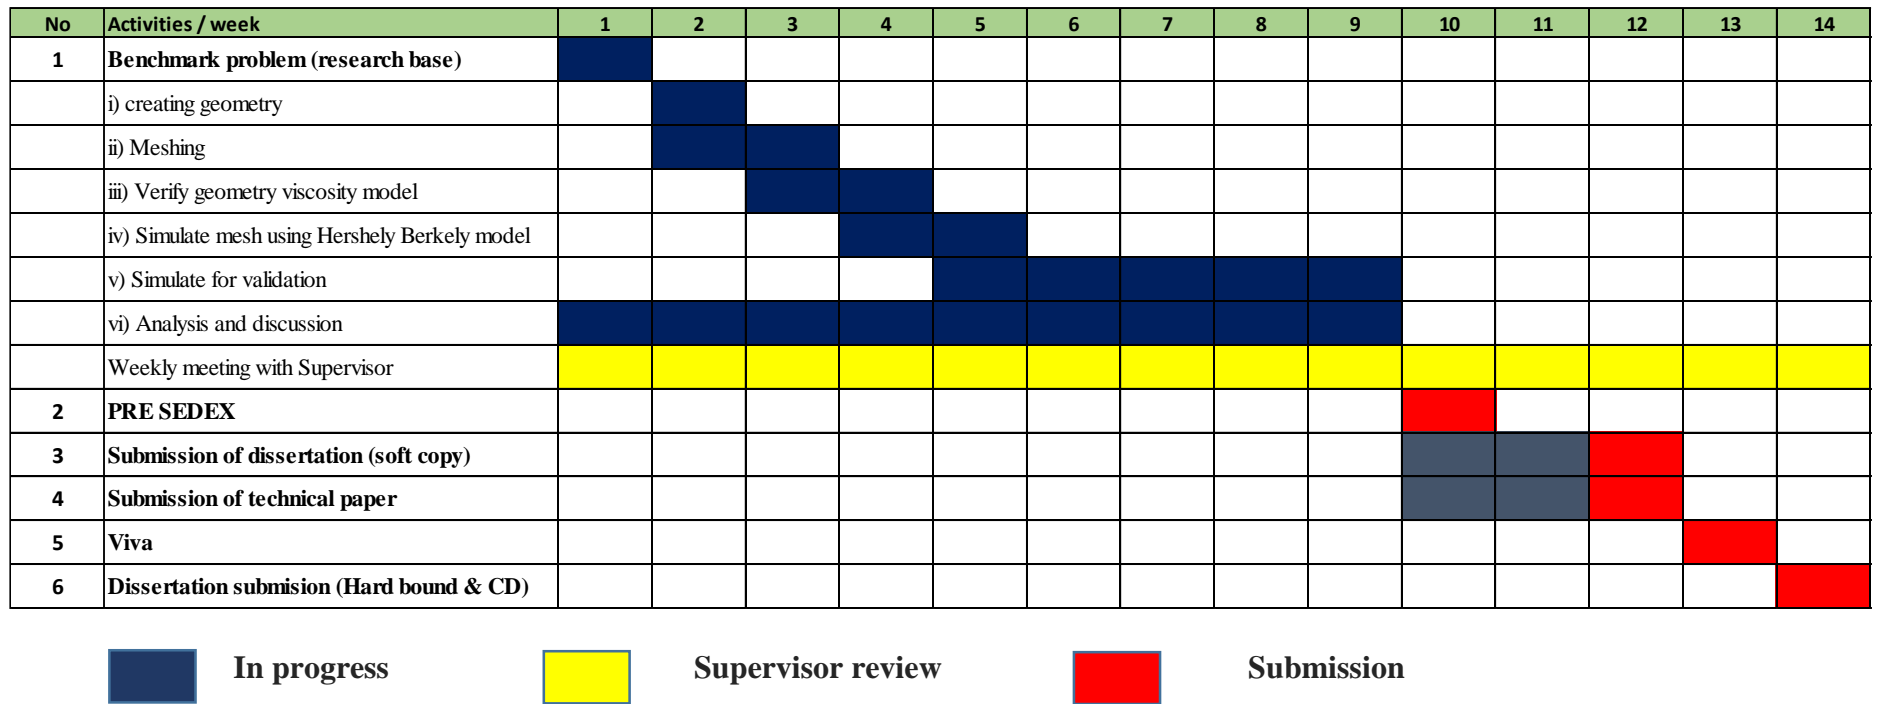 No Activities / week 1 2 3 4 5 6 7 8 9 10 11 12 13 14
1 Benchmark problem (research base)
i) creating geometry
ii) Meshing
iii) Verify geometry viscosity model
iv) Simulate mesh using Hershely Berkely model
v) Simulate for validation
vi) Analysis and discussion
Weekly meeting with Supervisor
2 PRE SEDEX
3 Submission of dissertation (soft copy)
4 Submission of technical paper
5 Viva
6 Dissertation submision (Hard bound & CD)
In progress Supervisor review Submission